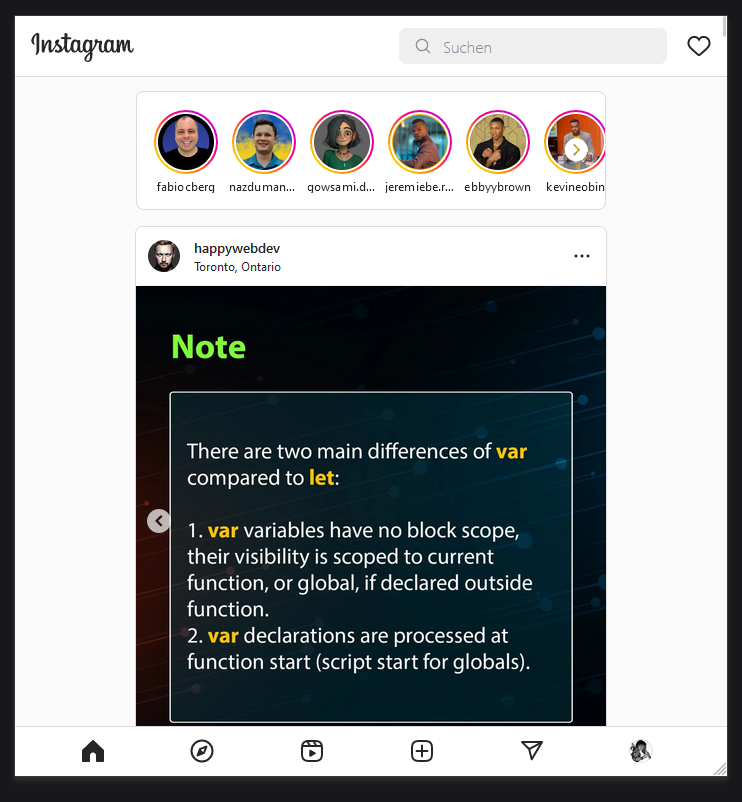 Instagram
Suchen
fabiocberg
nazduman...
gowsami.d...
jeremiebe.r...
ebbyybrown
kevineobin
happywebdev
Toronto, Ontario
Note
There are two main differences of var
compared to let:
1. var variables have no block scope,
their visibility is scoped to current
function, or global, if declared outside
function.
2. var declarations are processed at
function start (script start for globals).